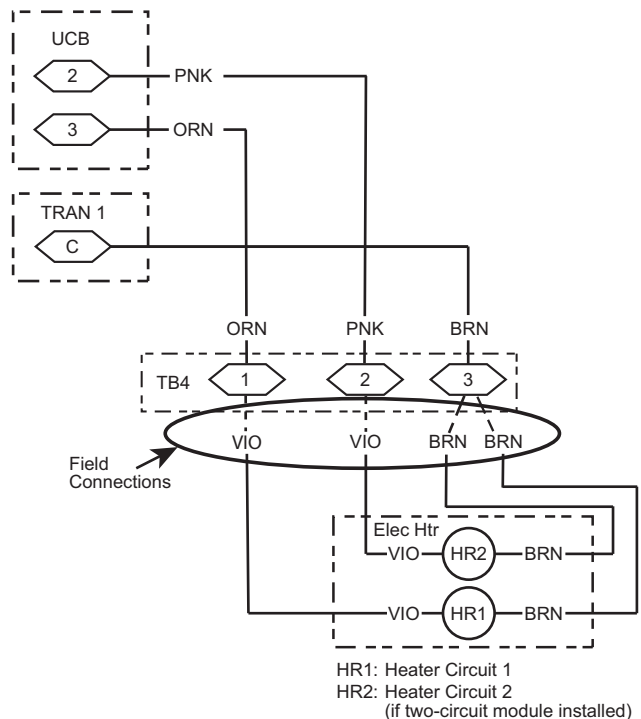 UCB
2 PNK
3 ORN
TRAN 1
C
ORN PNK BRN
TB4 1 2 3
VIO VIO BRN BRN
Field
Connections
Elec Htr
VIO HR2 BRN
VIO HR1 BRN
HR1: Heater Circuit 1
HR2: Heater Circuit 2
(if two-circuit module installed)